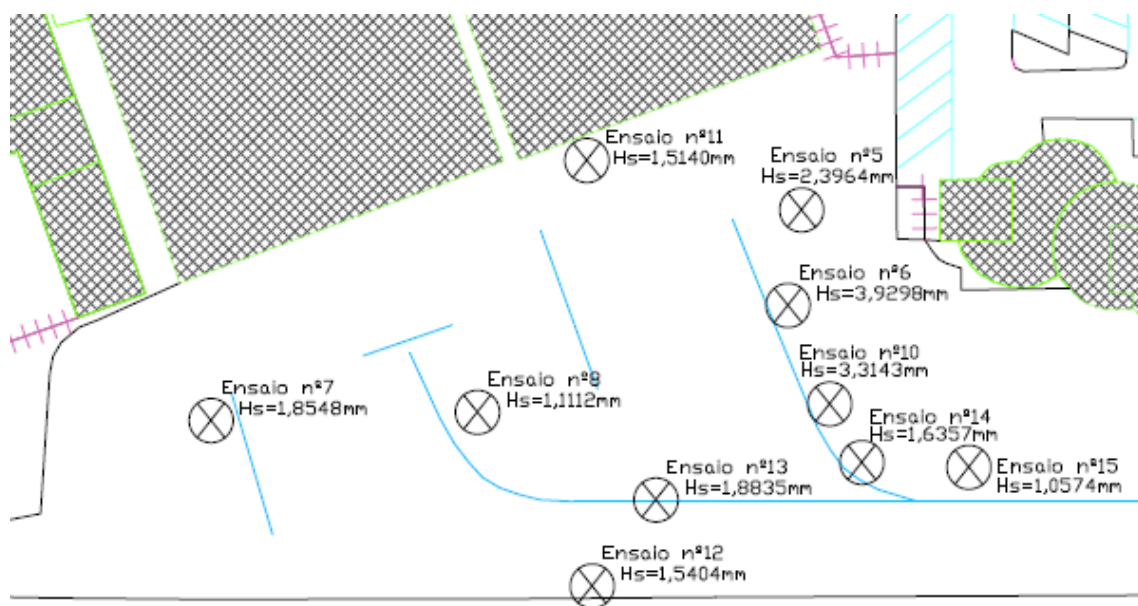 Ensaio nº11
Hs=1,5140mm
Ensaio nº5
Hs=2,3964mm
Ensaio nº6
Hs=3,9298mm
Ensaio nº10
Hs=3,3143mm
Ensaio nº7
Hs=1,8548mm
Ensaio nº8
Hs=1,1112mm
Ensaio nº14
Hs=1,6357mm
Ensaio nº13
Hs=1,8835mm
Ensaio nº15
Hs=1,0574mm
Ensaio nº12
Hs=1,5404mm